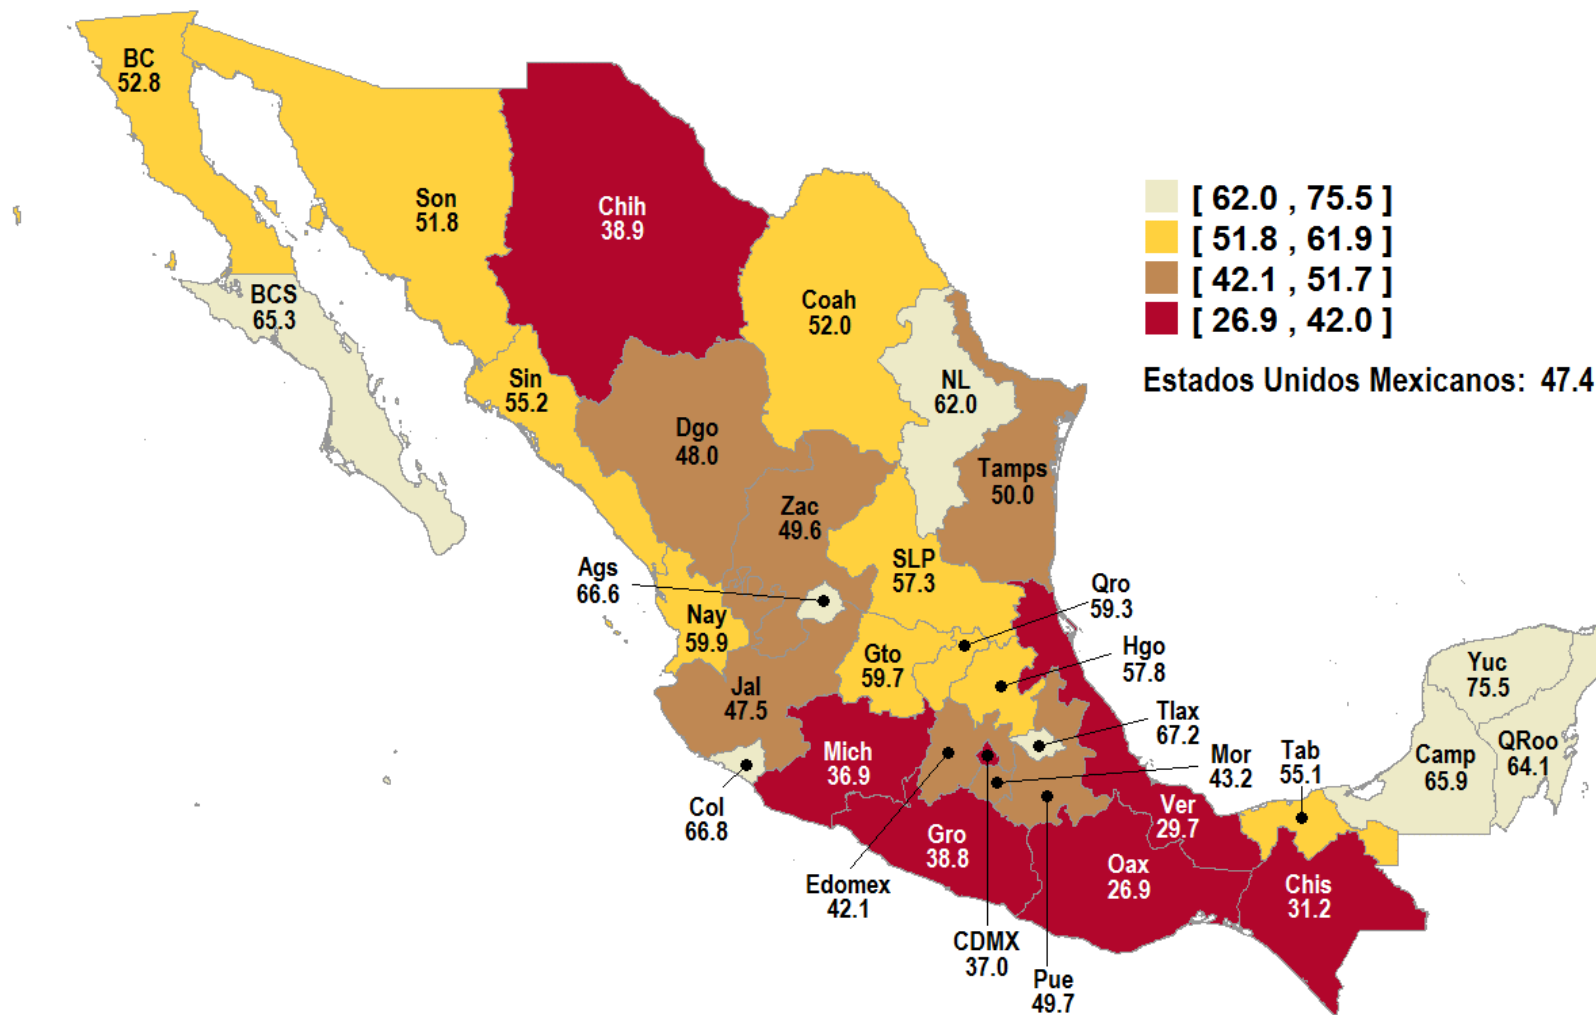 BC
52.8
Son
51.8
Chih
38.9
[ 62.0 , 75.5 ]
[ 51.8 , 61.9 ]
[ 42.1 , 51.7 ]
[ 26.9 , 42.0 ]
Estados Unidos Mexicanos: 47.4
BCS
65.3
Coah
52.0
Sin
55.2
NL
62.0
Dgo
48.0
Tamps
50.0
Zac
49.6
Ags
66.6
SLP
57.3
Qro
59.3
Nay
59.9
Gto
59.7
Hgo
57.8
Jal
47.5
Tlax
67.2
Yuc
75.5
Mich
36.9
Mor
43.2
Tab
55.1
Camp
65.9
QRoo
64.1
Col
66.8
Ver
29.7
Gro
38.8
Oax
26.9
Edomex
42.1
Chis
31.2
CDMX
37.0
Pue
49.7